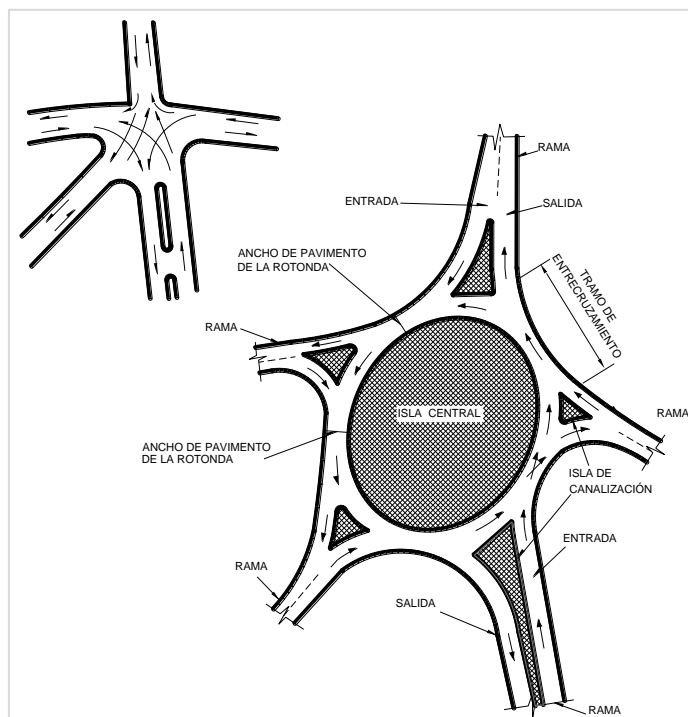 RAMA
ENTRADA
SALIDA
ANCHO DE PAVIMENTO
DE LA ROTONDA
TRAMO DE
ENTRECRUZAMIENTO
RAMA
RAMA
ISLA CENTRAL
ANCHO DE PAVIMENTO
DE LA ROTONDA
ISLA DE
CANALIZACIÓN
ENTRADA
RAMA
SALIDA
RAMA